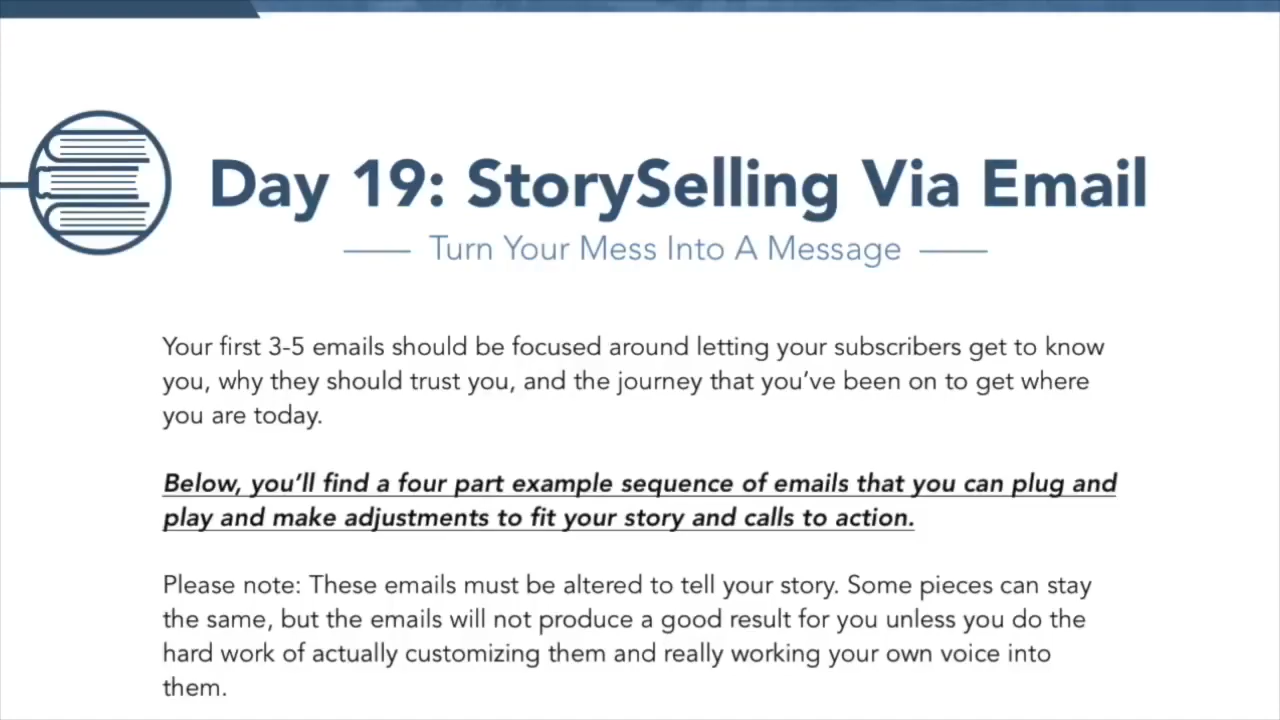 Day 19: StorySelling Via Email
Turn Your Mess Into A Message
Your first 3-5 emails should be focused around letting your subscribers get to know
you, why they should trust you, and the journey that you’ve been on to get where
you are today.
Below, you’ll find a four part example sequence of emails that you can plug and
play and make adjustments to fit your story and calls to action.
Please note: These emails must be altered to tell your story. Some pieces can stay
the same, but the emails will not produce a good result for you unless you do the
hard work of actually customizing them and really working your own voice into
them.